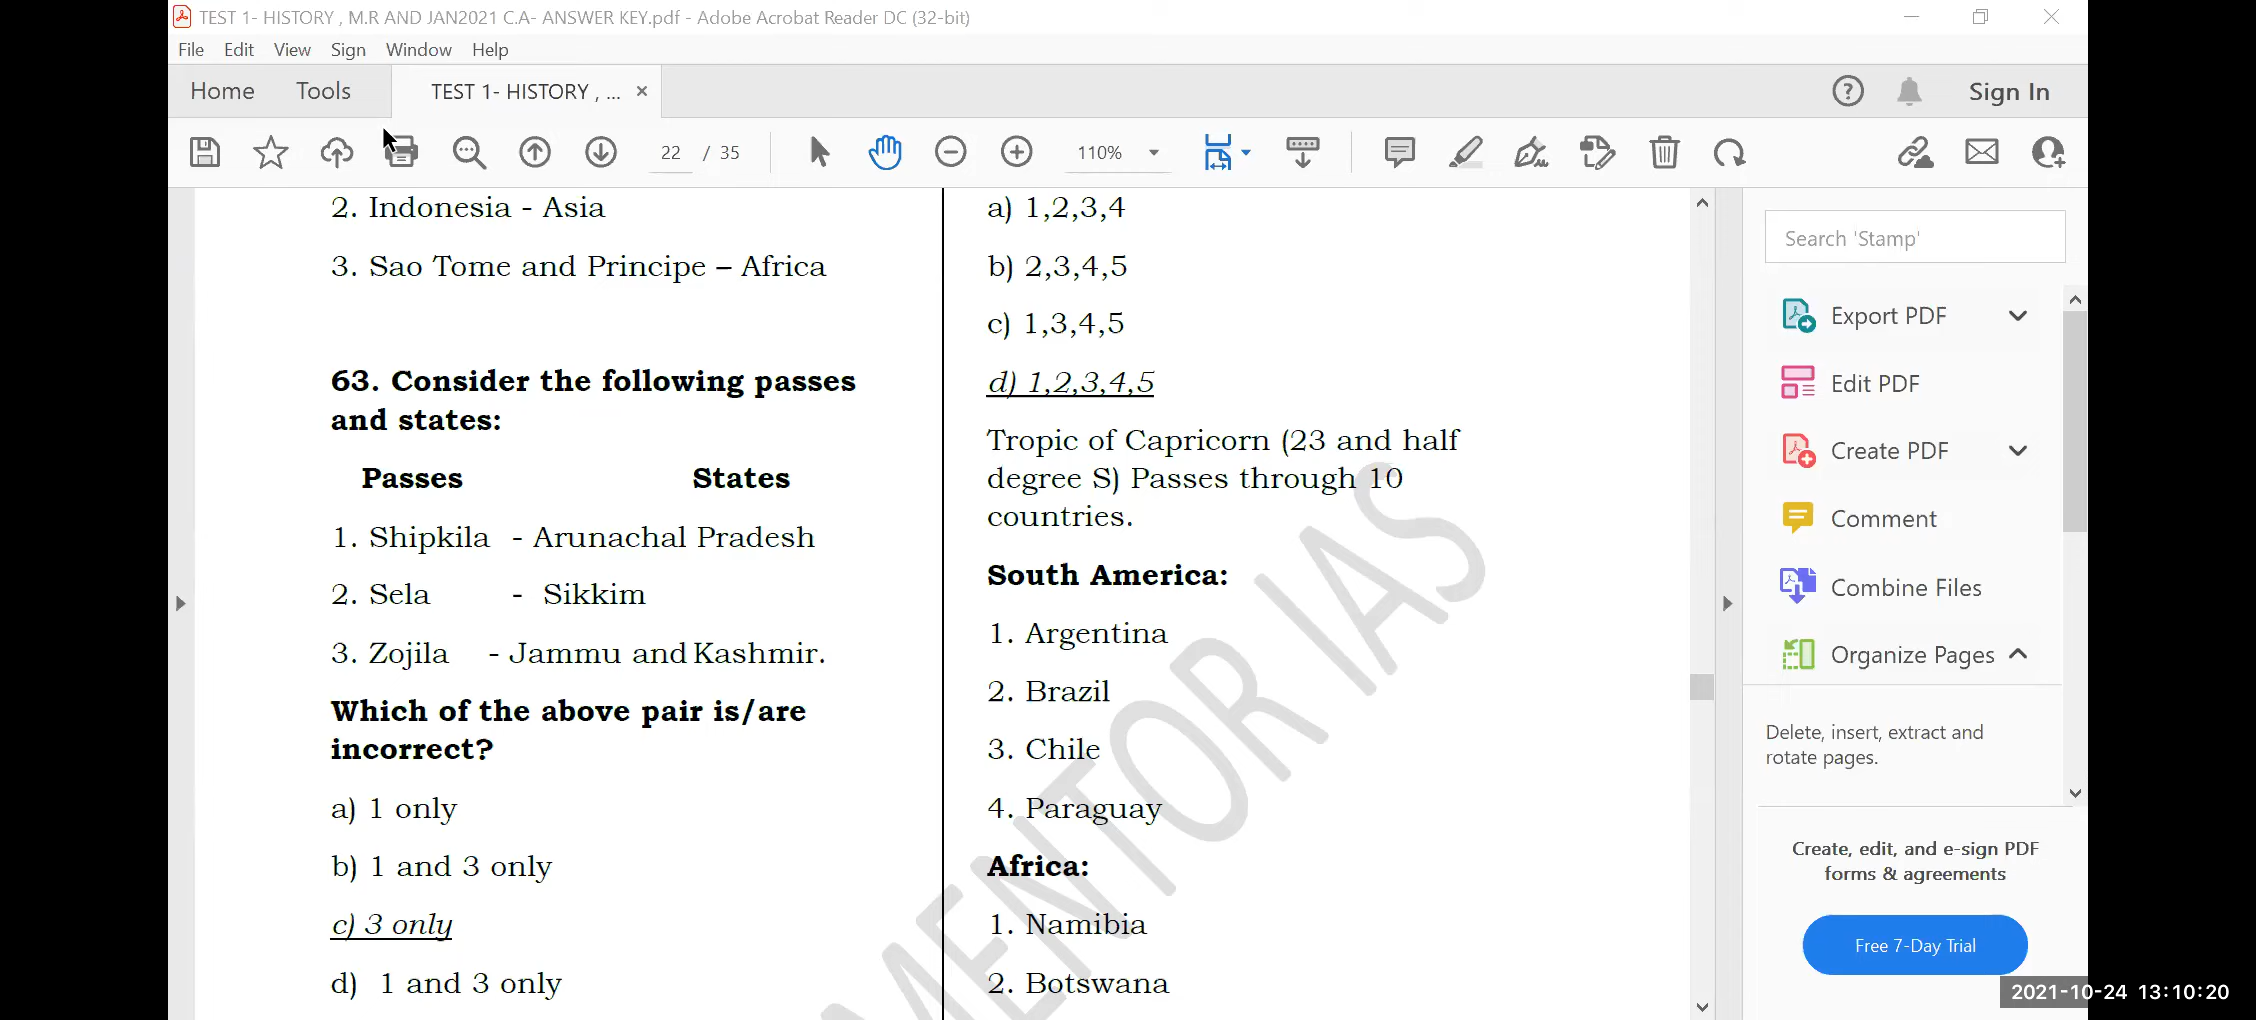 TEST 1- HISTORY , M.R AND JAN2021 C.A- ANSWER KEY.pdf - Adobe Acrobat Reader DC (32-bit)
File Edit View Sign Window Help
Home Tools TEST 1- HISTORY , ... × Sign In
22 / 35 110%
2. Indonesia - Asia
3. Sao Tome and Principe – Africa
63. Consider the following passes
and states:
Passes States
1. Shipkila - Arunachal Pradesh
2. Sela - Sikkim
3. Zojila - Jammu and Kashmir.
Which of the above pair is/are
incorrect?
a) 1 only
b) 1 and 3 only
c) 3 only
d) 1 and 3 only
a) 1,2,3,4
b) 2,3,4,5
c) 1,3,4,5
d) 1,2,3,4,5
Tropic of Capricorn (23 and half
degree S) Passes through 10
countries.
South America:
1. Argentina
2. Brazil
3. Chile
4. Paraguay
Africa:
1. Namibia
2. Botswana
MENTOR IAS
Search 'Stamp'
Export PDF
Edit PDF
Create PDF
Comment
Combine Files
Organize Pages
Delete, insert, extract and
rotate pages.
Create, edit, and e-sign PDF
forms & agreements
Free 7-Day Trial
2021-10-24 13:10:20